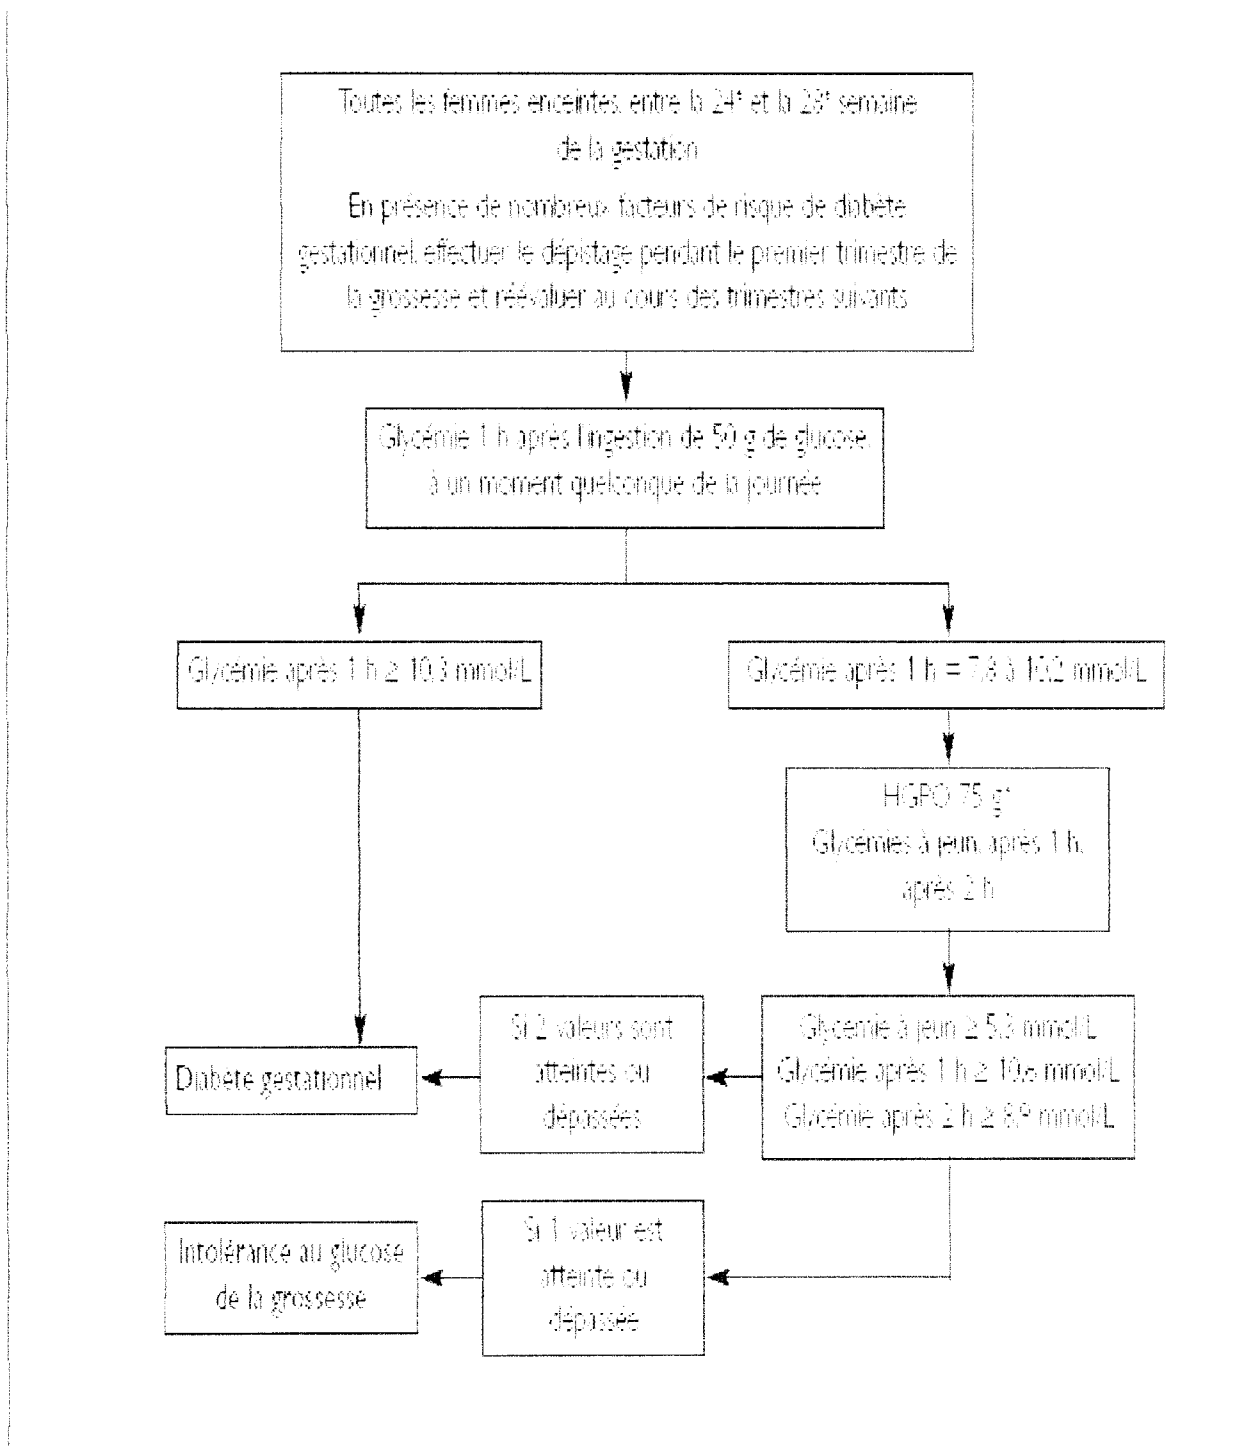 Toutes les femmes enceintes, entre la 24e et la 28e semaine
de la gestation
En présence de nombreux facteurs de risque de diabète
gestationnel, effectuer le dépistage pendant le premier trimestre de
la grossesse et réévaluer au cours des trimestres suivants
Glycémie 1 h après l'ingestion de 50 g de glucose,
à un moment quelconque de la journée
Glycémie après 1 h ≥ 10,3 mmol/L
Glycémie après 1 h = 7,8 à 10,2 mmol/L
HGPO 75 g*
Glycémies à jeun, après 1 h,
après 2 h
Glycémie à jeun ≥ 5,3 mmol/L
Glycémie après 1 h ≥ 10,6 mmol/L
Glycémie après 2 h ≥ 8,9 mmol/L
Si 2 valeurs sont
atteintes ou
dépassées
Diabète gestationnel
Si 1 valeur est
atteinte ou
dépassée
Intolérance au glucose
de la grossesse